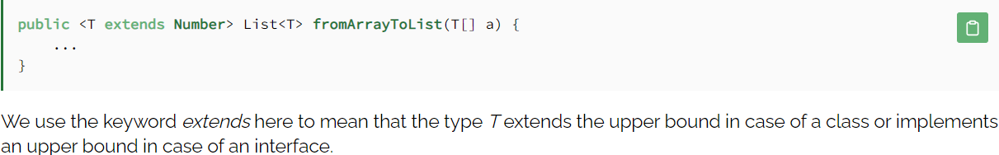 public <T extends Number> List<T> fromArrayToList(T[] a) {
    ...
}
We use the keyword extends here to mean that the type T extends the upper bound in case of a class or implements
an upper bound in case of an interface.